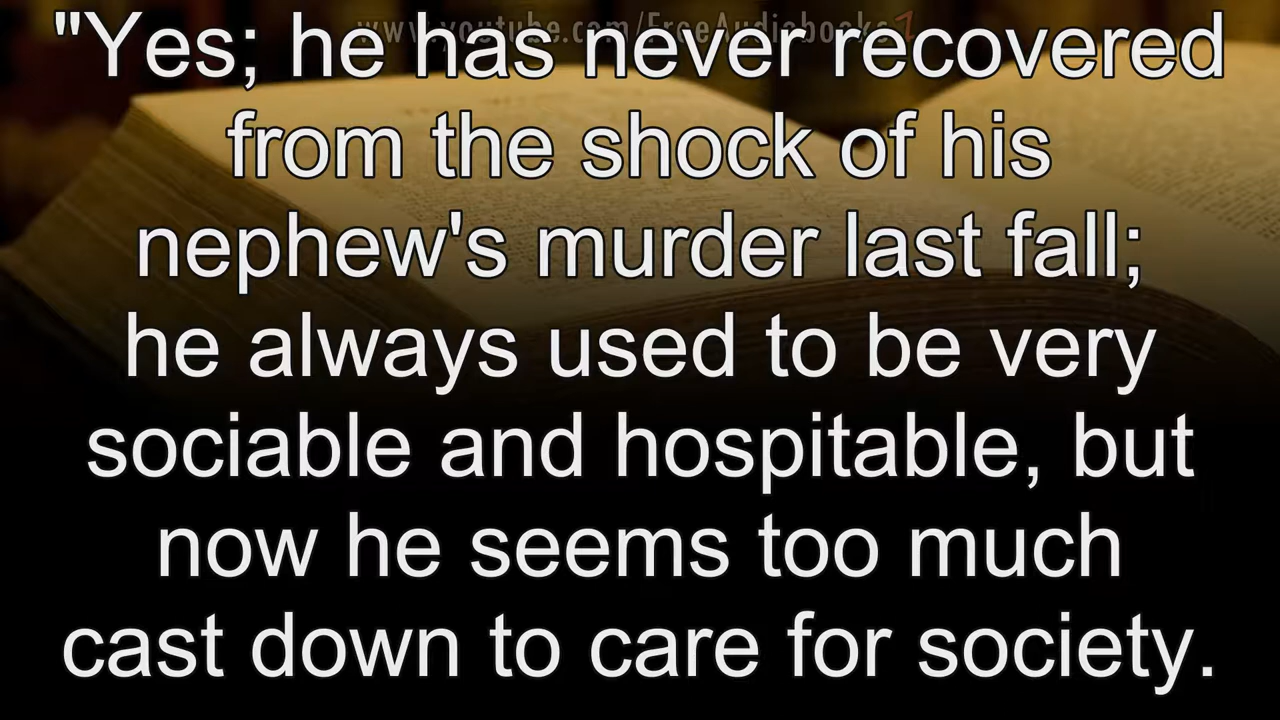 www.youtube.com/FreeAudiobooks1
"Yes; he has never recovered
from the shock of his
nephew's murder last fall;
he always used to be very
sociable and hospitable, but
now he seems too much
cast down to care for society.